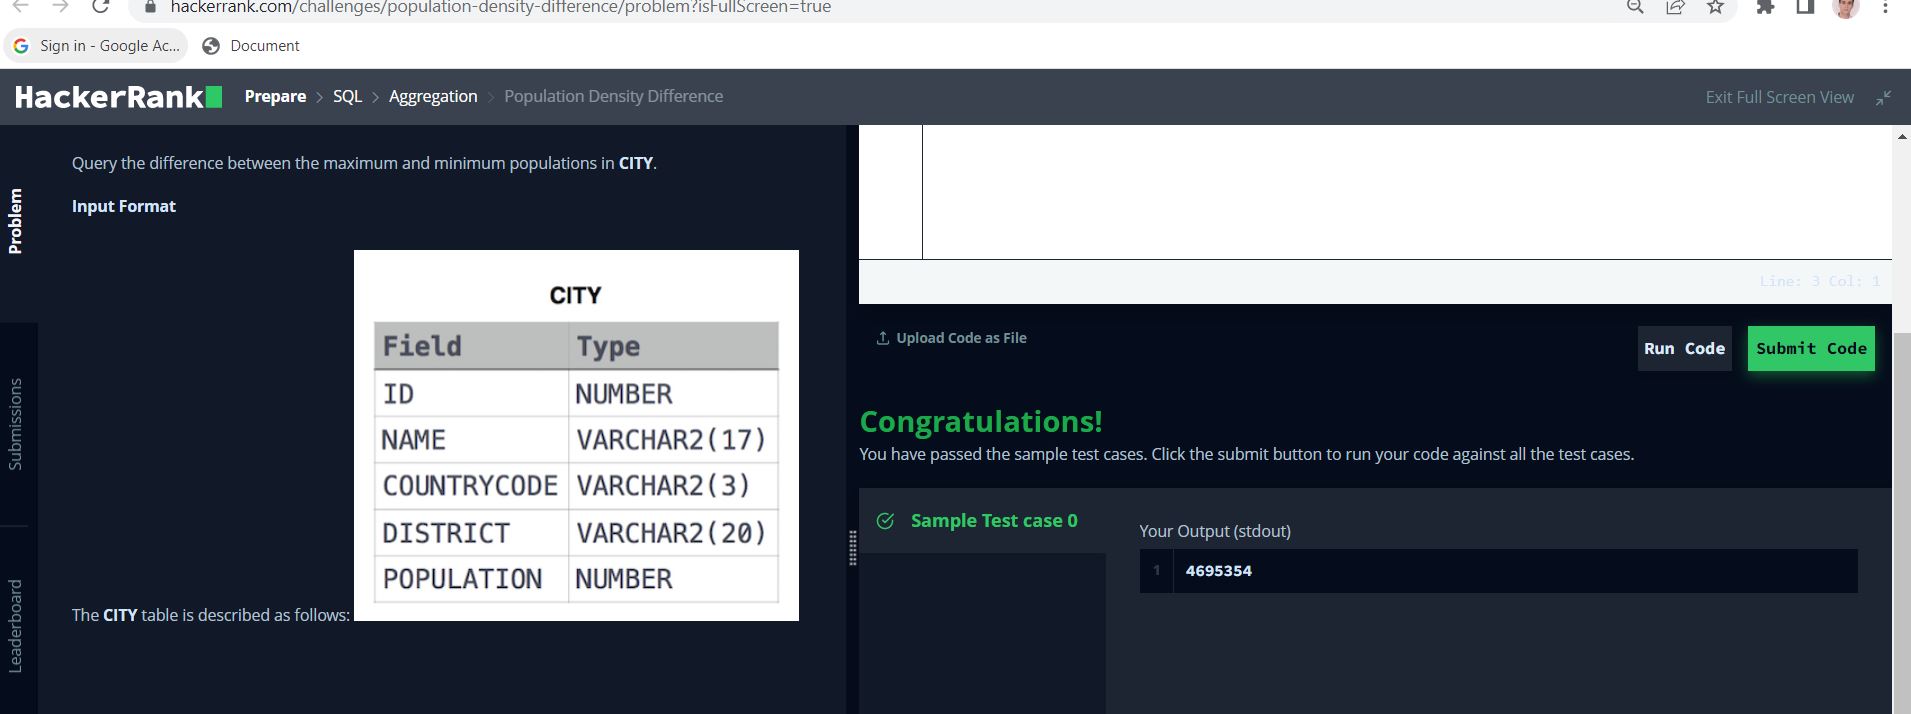 hackerrank.com/challenges/population-density-difference/problem?isFullScreen=true
Sign in - Google Ac... Document
HackerRank Prepare > SQL > Aggregation > Population Density Difference Exit Full Screen View
Problem
Submissions
Leaderboard
Query the difference between the maximum and minimum populations in CITY.
Input Format
CITY
Field Type
ID NUMBER
NAME VARCHAR2(17)
COUNTRYCODE VARCHAR2(3)
DISTRICT VARCHAR2(20)
POPULATION NUMBER
The CITY table is described as follows:
Line: 3 Col: 1
Upload Code as File Run Code Submit Code
Congratulations!
You have passed the sample test cases. Click the submit button to run your code against all the test cases.
Sample Test case 0
Your Output (stdout)
1 4695354